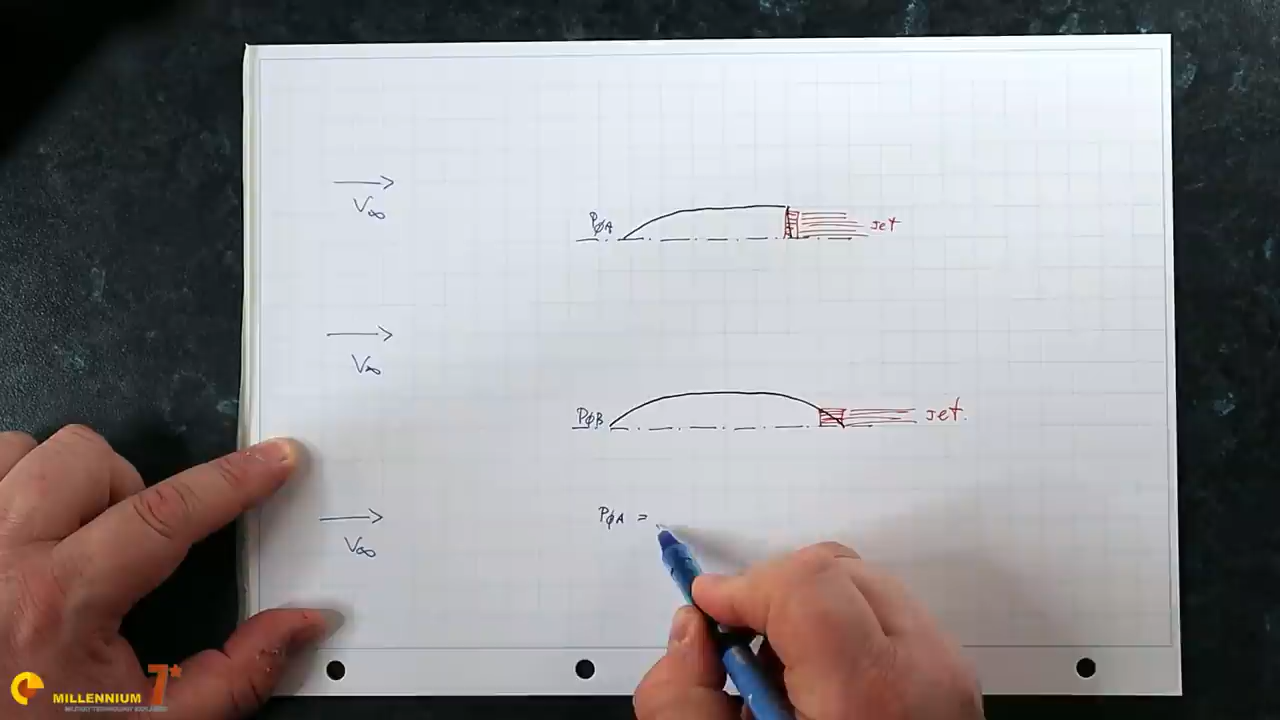 V∞
PφA
jet
V∞
PφB
jet.
PφA =
V∞
MILLENNIUM 7*